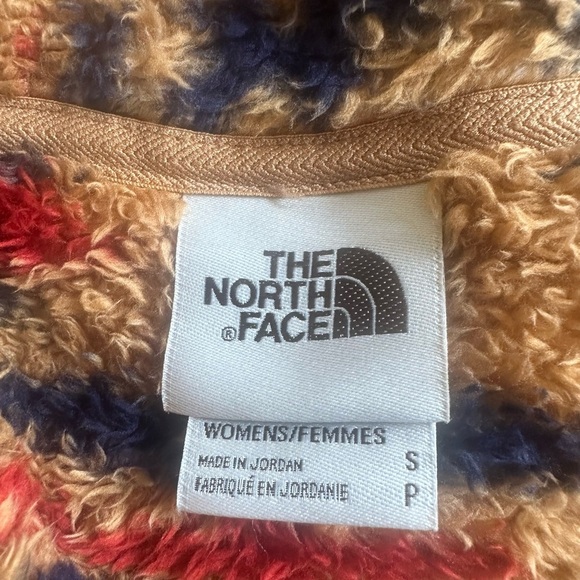 THE
NORTH
® FACE
WOMENS/FEMMES
MADE IN JORDAN S
FABRIQUÉ EN JORDANIE P